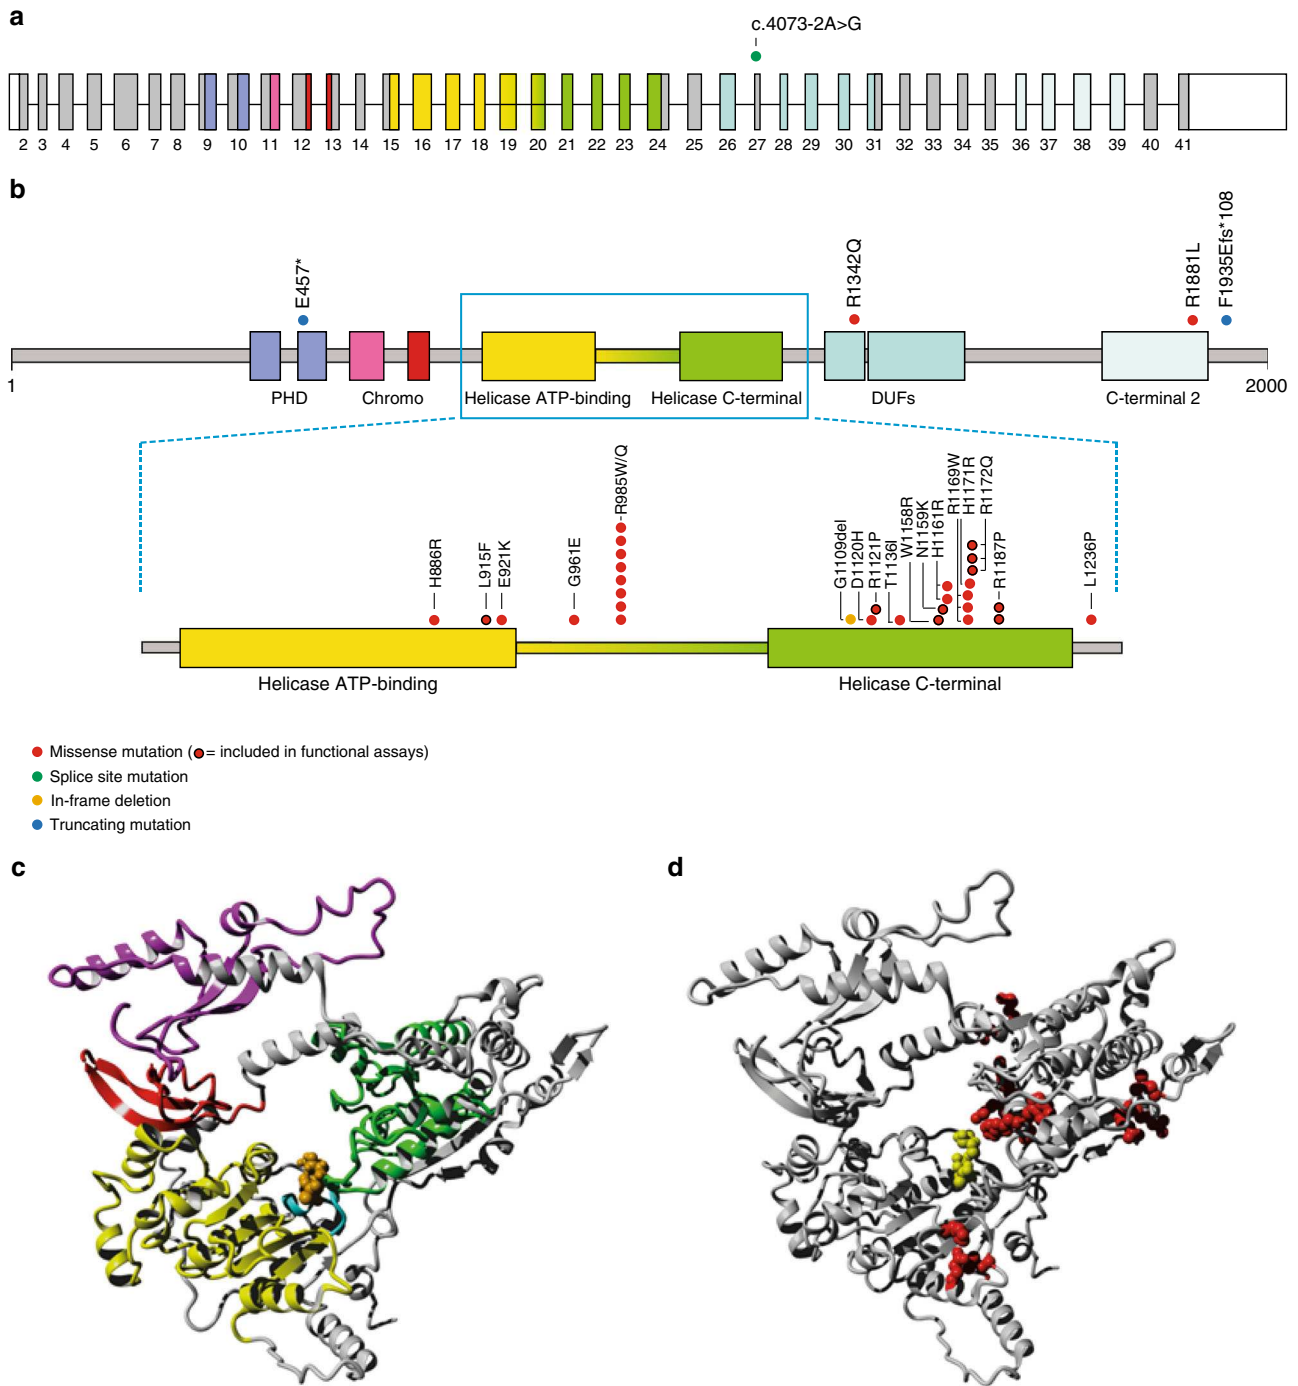 a
c.4073-2A>G
2 3 4 5 6 7 8 9 10 11 12 13 14 15 16 17 18 19 20 21 22 23 24 25 26 27 28 29 30 31 32 33 34 35 36 37 38 39 40 41
b
E457*
R1342Q
R1881L
F1935Efs*108
1
2000
PHD
Chromo
Helicase ATP-binding
Helicase C-terminal
DUFs
C-terminal 2
H886R
L915F
E921K
G961E
R985W/Q
G1109del
D1120H
R1121P
T1136I
W1158R
N1159K
H1161R
R1169W
H1171R
R1172Q
R1187P
L1236P
Helicase ATP-binding
Helicase C-terminal
Missense mutation (= included in functional assays)
Splice site mutation
In-frame deletion
Truncating mutation
c
d